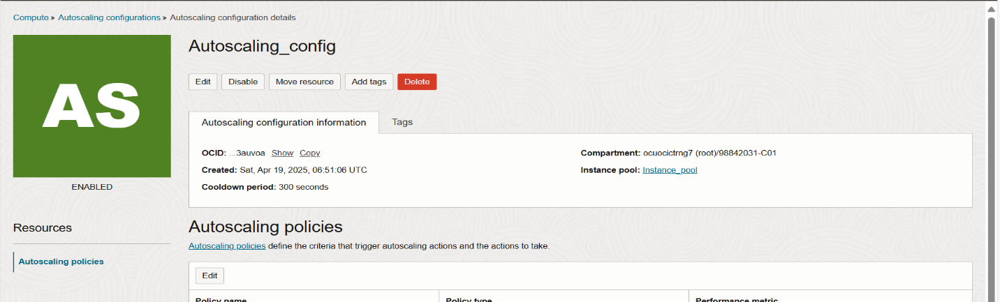 Compute » Autoscaling configurations » Autoscaling configuration details
AS
ENABLED
Autoscaling_config
Edit Disable Move resource Add tags Delete
Autoscaling configuration information Tags
OCID: ...3auvoa Show Copy
Created: Sat, Apr 19, 2025, 06:51:06 UTC
Cooldown period: 300 seconds
Compartment: ocuocictrng7 (root)/98842031-C01
Instance pool: Instance_pool
Resources
Autoscaling policies
Autoscaling policies
Autoscaling policies define the criteria that trigger autoscaling actions and the actions to take.
Edit
Policy name Policy type Performance metric